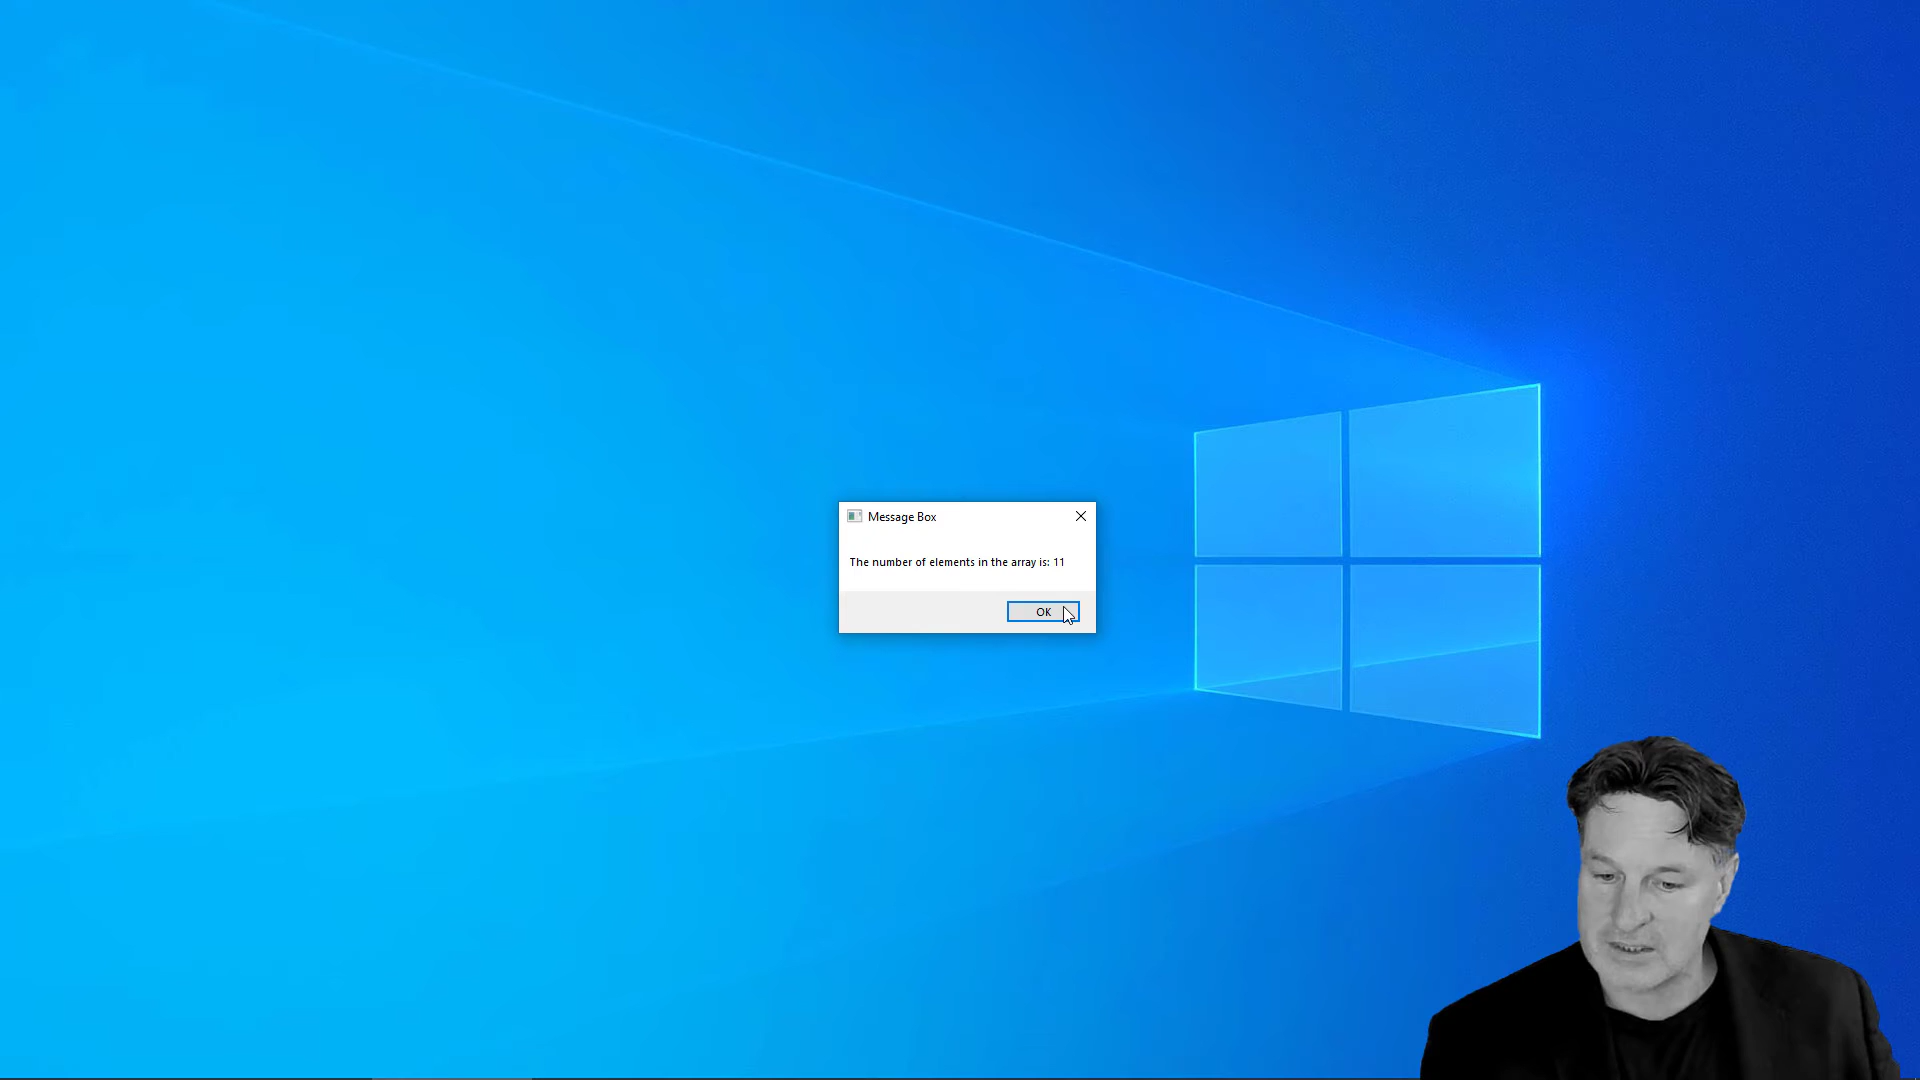 Message Box
The number of elements in the array is: 11
OK